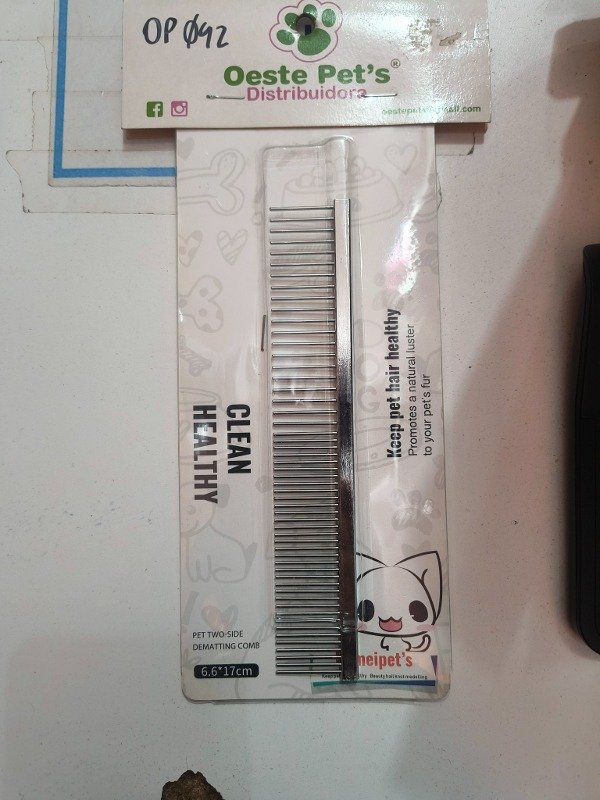 OP Ø42
Oeste Pet's®
Distribuidora
CLEAN
HEALTHY
Keep pet hair healthy
Promotes a natural luster
to your pet's fur
PET TWO-SIDE
DEMATTING COMB
6.6*17cm
meipet's